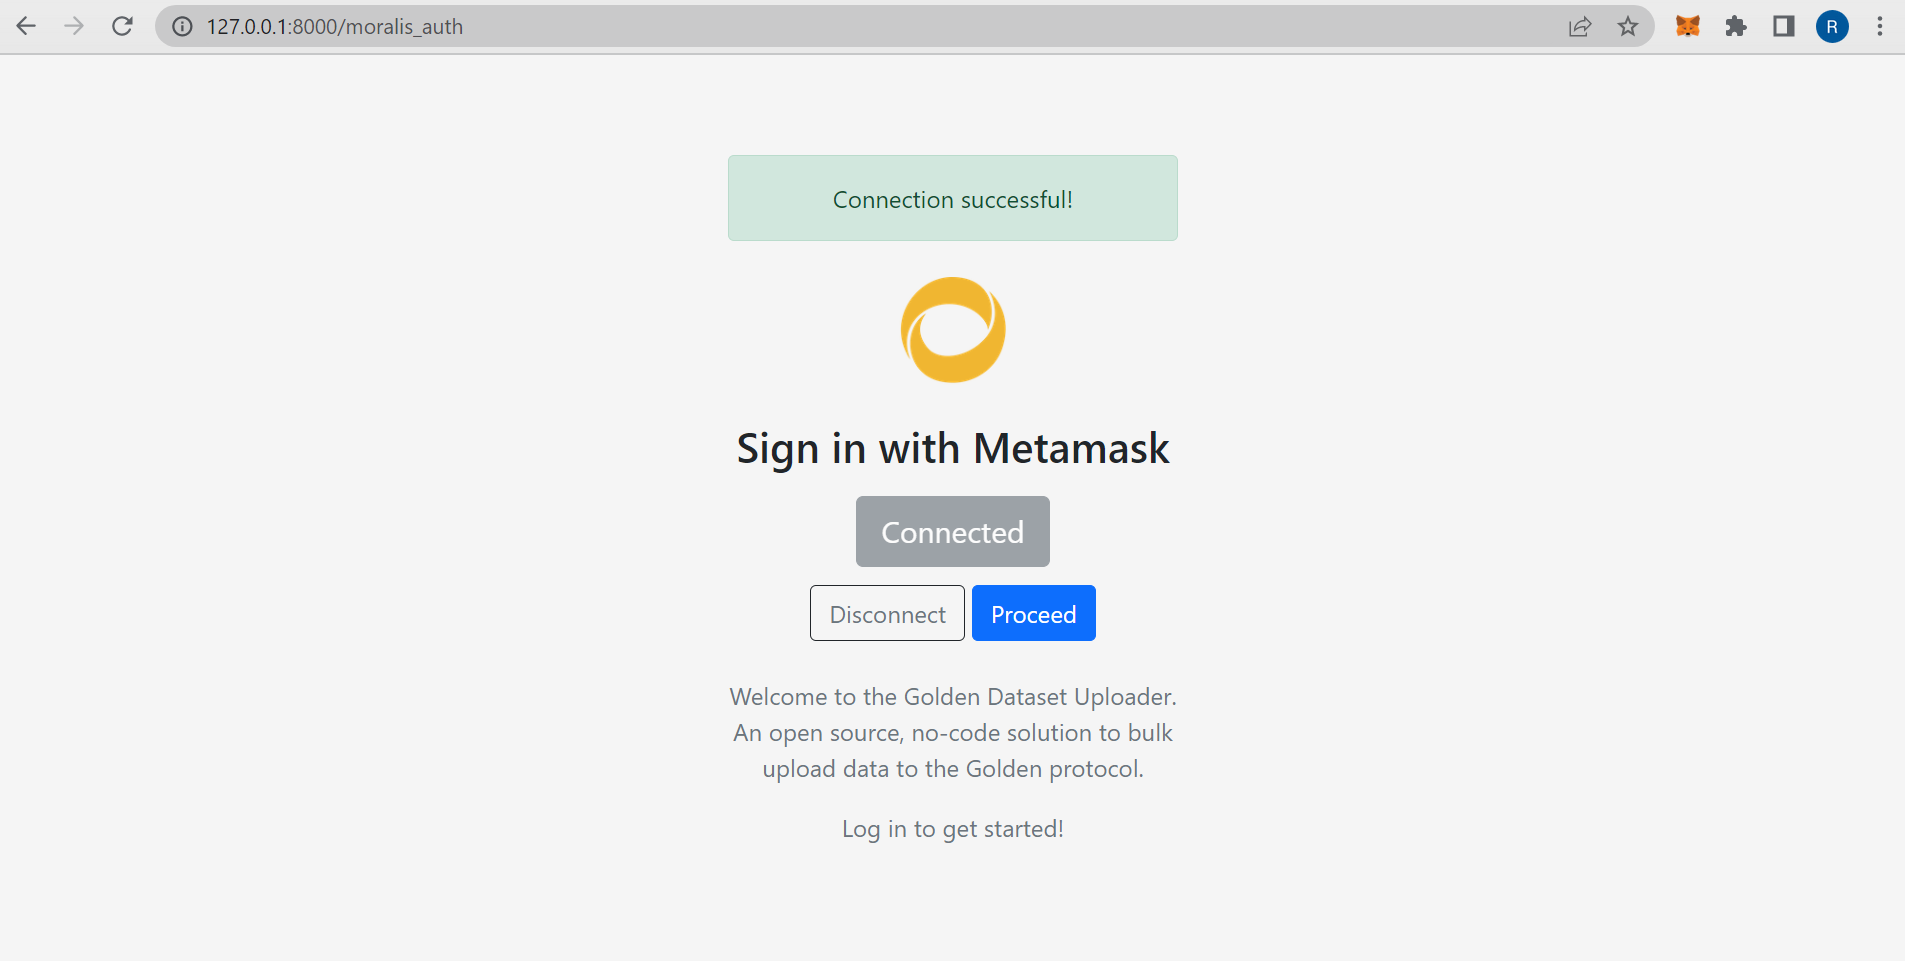 127.0.0.1:8000/moralis_auth
R
Connection successful!
Sign in with Metamask
Connected
Disconnect Proceed
Welcome to the Golden Dataset Uploader.
An open source, no-code solution to bulk
upload data to the Golden protocol.
Log in to get started!